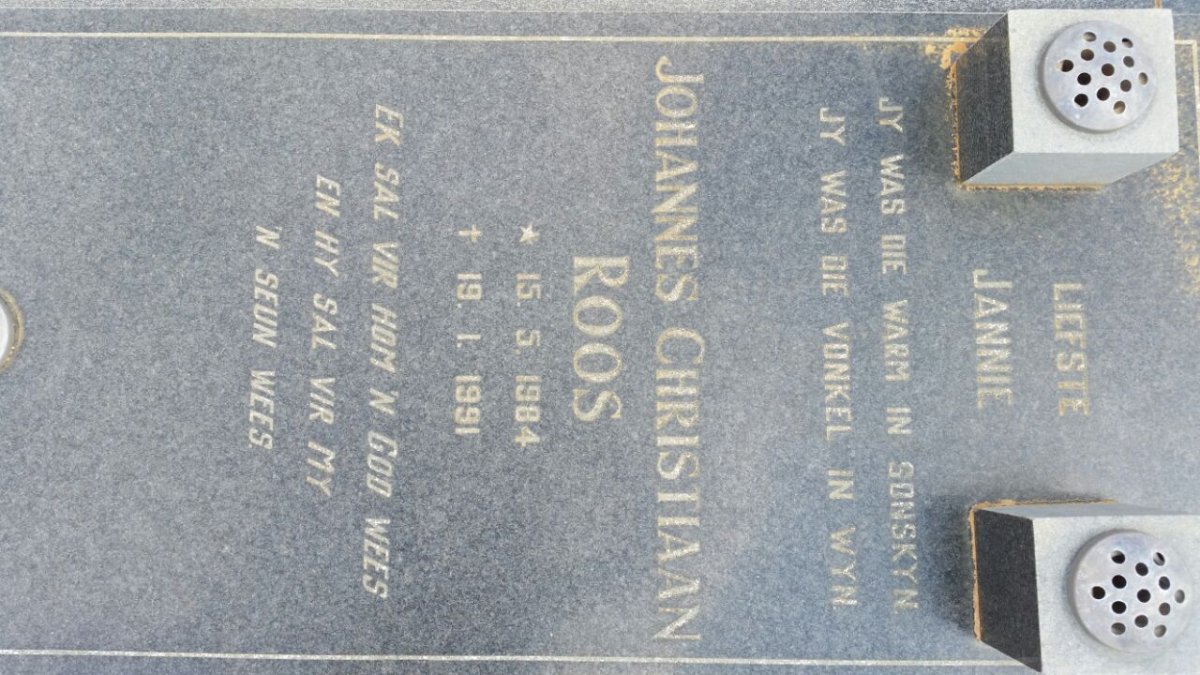 LIEFSTE
JANNIE
JY WAS DIE WARM IN SONSKYN
JY WAS DIE VONKEL IN WYN
JOHANNES CHRISTIAAN
ROOS
★ 15. 5. 1984
† 19. 1. 1991
EK SAL VIR HOM 'N GOD WEES
EN HY SAL VIR MY
'N SEUN WEES